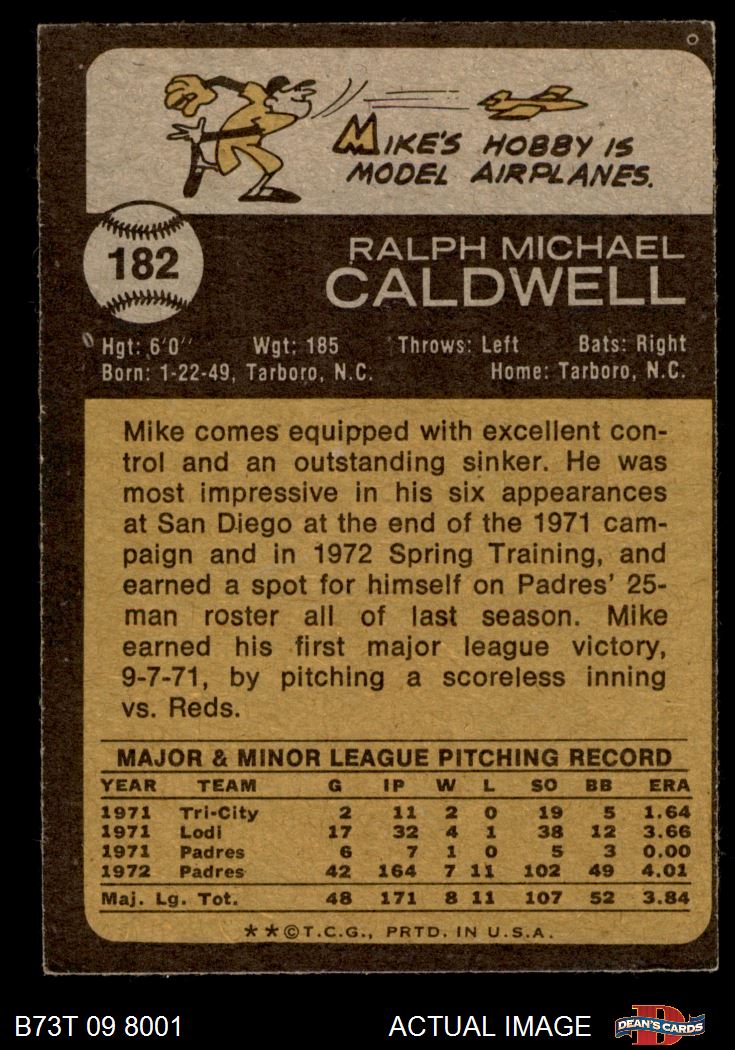 MIKE'S HOBBY IS
MODEL AIRPLANES.
182
RALPH MICHAEL
CALDWELL
Hgt: 6'0" Wgt: 185 Throws: Left Bats: Right
Born: 1-22-49, Tarboro, N.C. Home: Tarboro, N.C.
Mike comes equipped with excellent con-
trol and an outstanding sinker. He was
most impressive in his six appearances
at San Diego at the end of the 1971 cam-
paign and in 1972 Spring Training, and
earned a spot for himself on Padres' 25-
man roster all of last season. Mike
earned his first major league victory,
9-7-71, by pitching a scoreless inning
vs. Reds.
MAJOR & MINOR LEAGUE PITCHING RECORD
YEAR TEAM G IP W L SO BB ERA
1971 Tri-City 2 11 2 0 19 5 1.64
1971 Lodi 17 32 4 1 38 12 3.66
1971 Padres 6 7 1 0 5 3 0.00
1972 Padres 42 164 7 11 102 49 4.01
Maj. Lg. Tot. 48 171 8 11 107 52 3.84
**©T.C.G., PRTD. IN U.S.A.
B73T 09 8001 ACTUAL IMAGE D DEAN'S CARDS